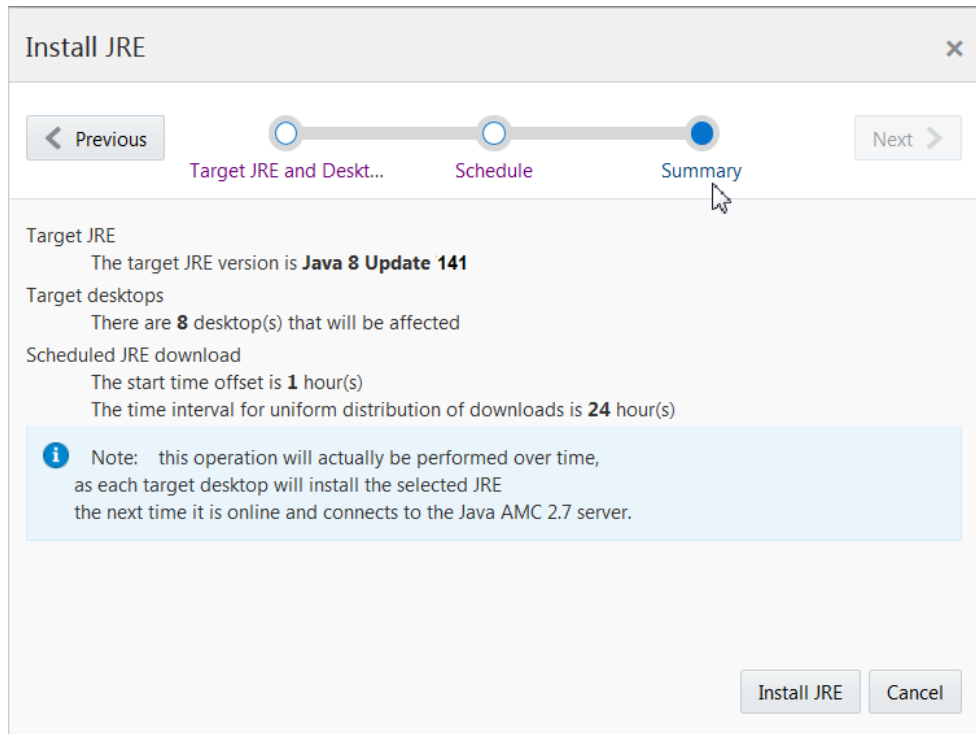 Install JRE
Previous
Next
Target JRE and Deskt...
Schedule
Summary
Target JRE
The target JRE version is Java 8 Update 141
Target desktops
There are 8 desktop(s) that will be affected
Scheduled JRE download
The start time offset is 1 hour(s)
The time interval for uniform distribution of downloads is 24 hour(s)
Note: this operation will actually be performed over time,
as each target desktop will install the selected JRE
the next time it is online and connects to the Java AMC 2.7 server.
Install JRE
Cancel